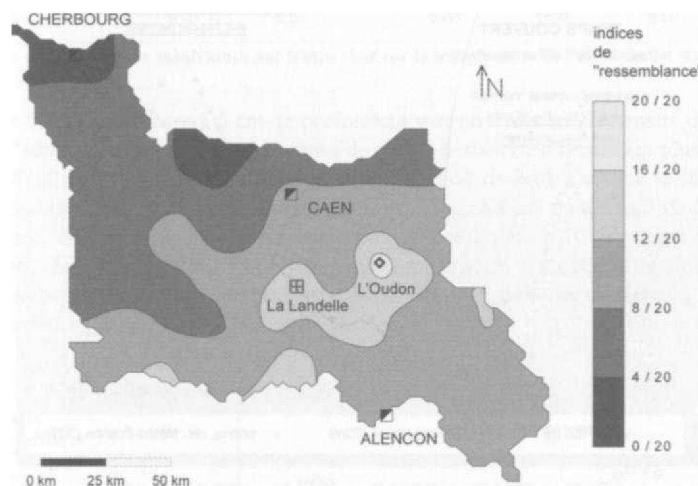 CHERBOURG
indices
de
"ressemblance"
N
20 / 20
16 / 20
CAEN
12 / 20
L'Oudon
La Landelle
8 / 20
4 / 20
ALENCON
0 / 20
0 km 25 km 50 km